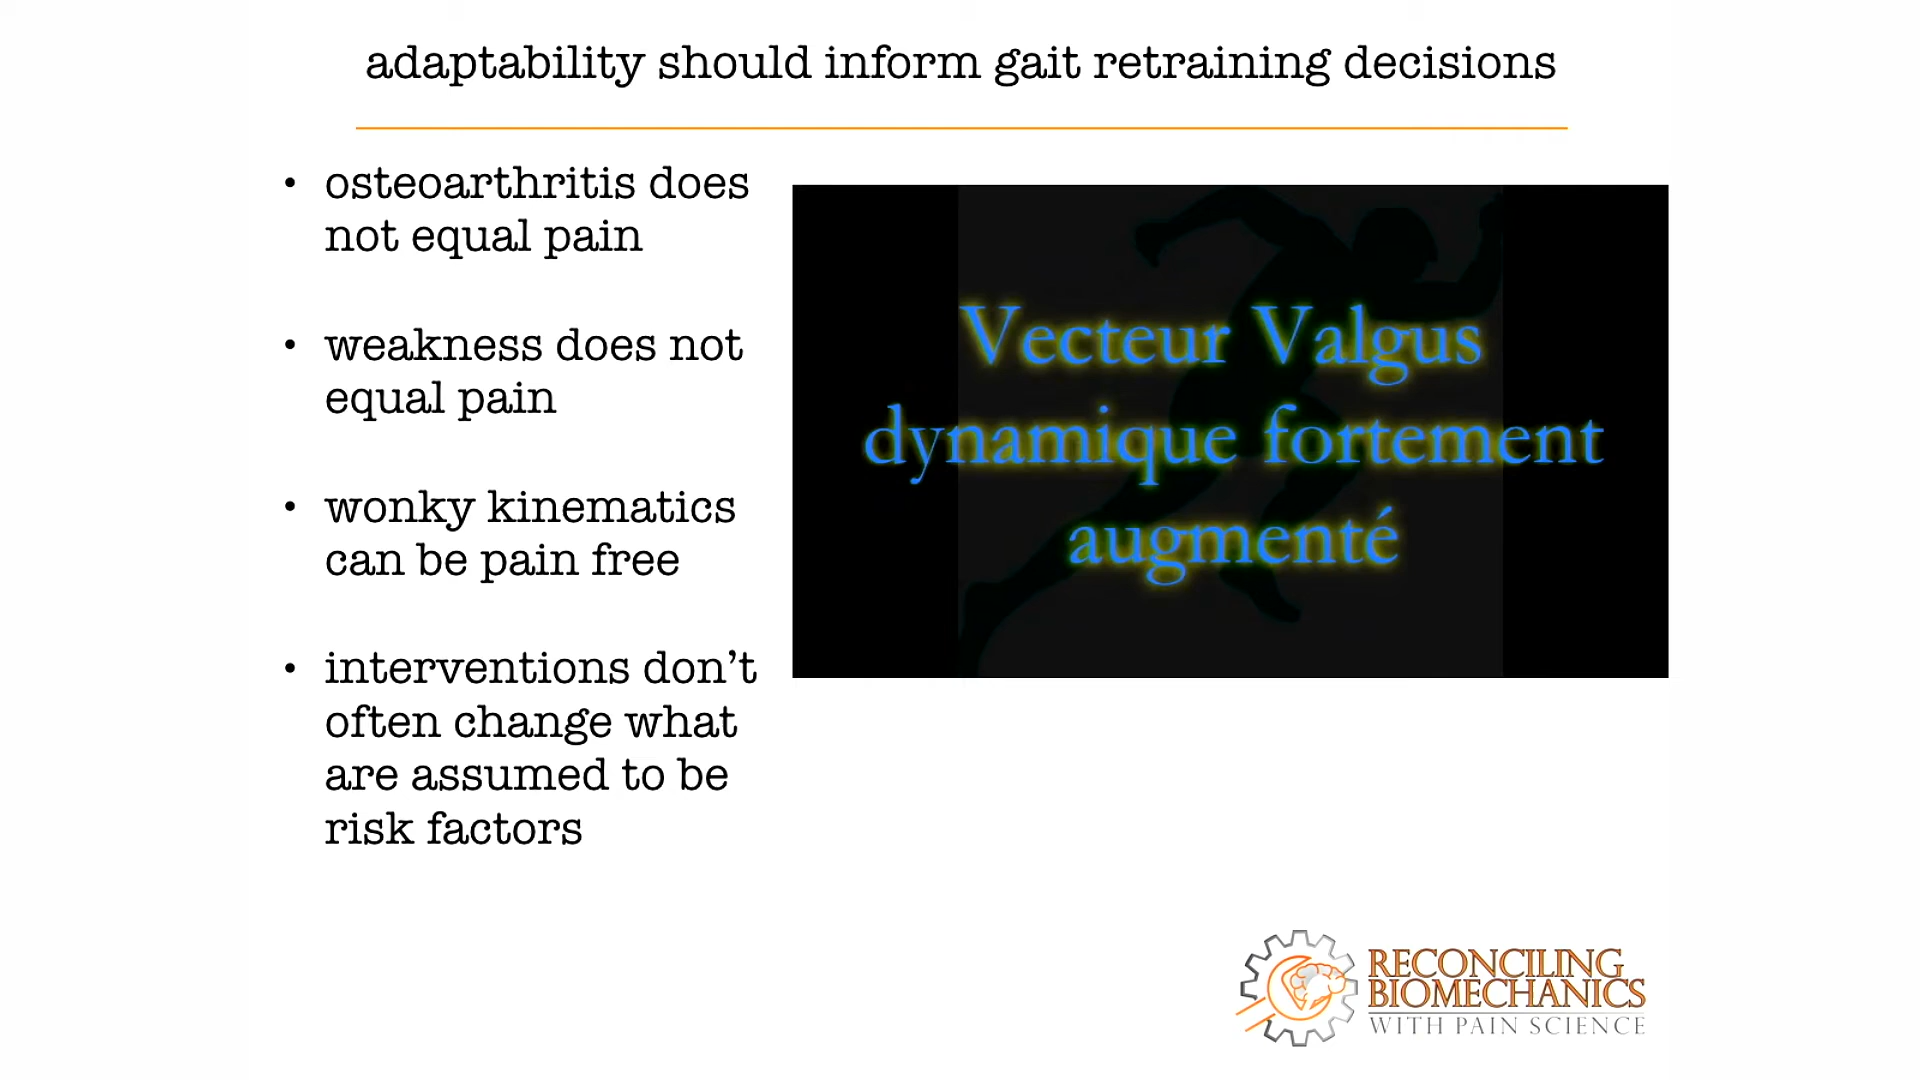 adaptability should inform gait retraining decisions
• osteoarthritis does
not equal pain
• weakness does not
equal pain
• wonky kinematics
can be pain free
• interventions don’t
often change what
are assumed to be
risk factors
Vecteur Valgus
dynamique fortement
augmenté
RECONCILING
BIOMECHANICS
WITH PAIN SCIENCE